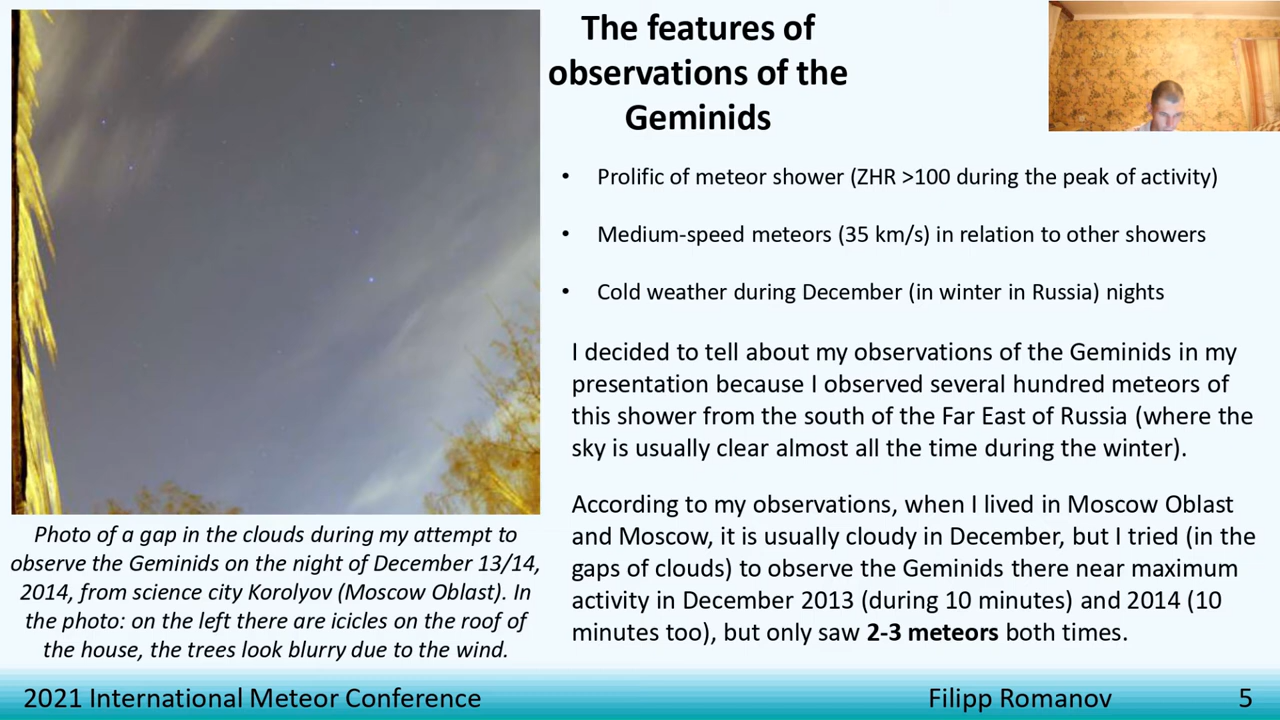 The features of
observations of the
Geminids
• Prolific of meteor shower (ZHR >100 during the peak of activity)
• Medium-speed meteors (35 km/s) in relation to other showers
• Cold weather during December (in winter in Russia) nights
I decided to tell about my observations of the Geminids in my
presentation because I observed several hundred meteors of
this shower from the south of the Far East of Russia (where the
sky is usually clear almost all the time during the winter).
According to my observations, when I lived in Moscow Oblast
and Moscow, it is usually cloudy in December, but I tried (in the
gaps of clouds) to observe the Geminids there near maximum
activity in December 2013 (during 10 minutes) and 2014 (10
minutes too), but only saw 2-3 meteors both times.
Photo of a gap in the clouds during my attempt to
observe the Geminids on the night of December 13/14,
2014, from science city Korolyov (Moscow Oblast). In
the photo: on the left there are icicles on the roof of
the house, the trees look blurry due to the wind.
2021 International Meteor Conference
Filipp Romanov
5